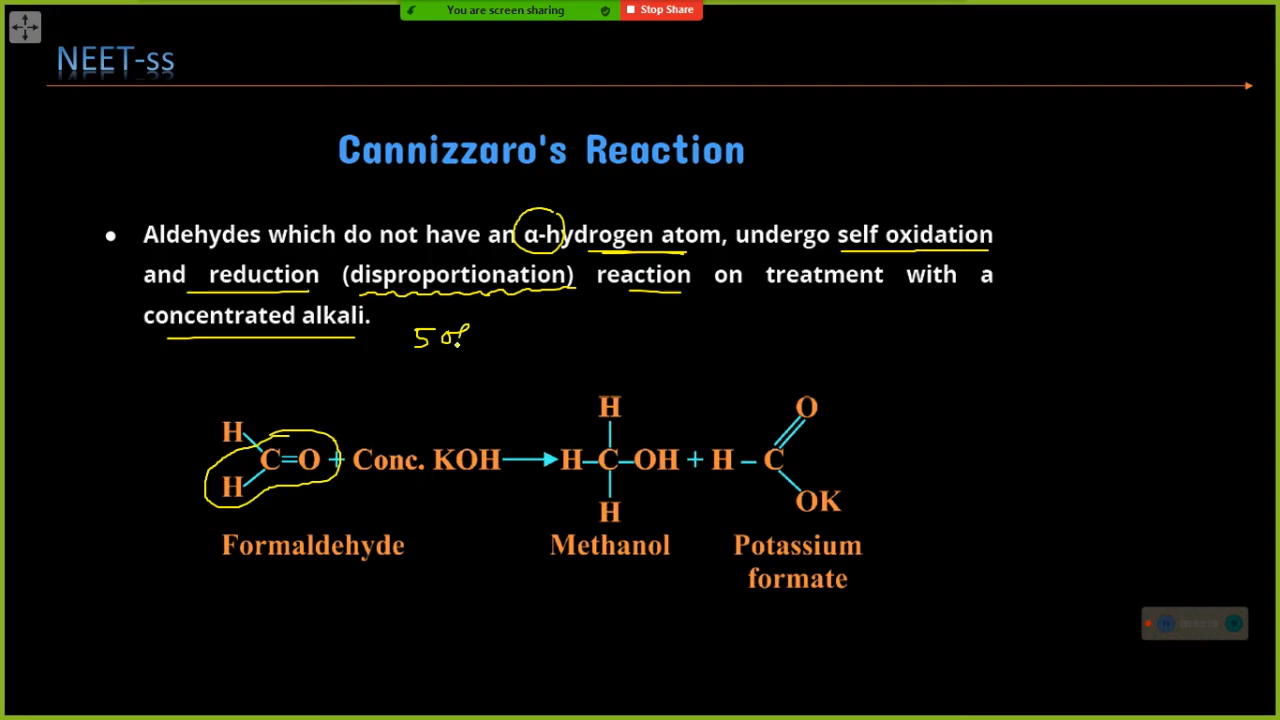 You are screen sharing Stop Share
NEET-ss
Cannizzaro's Reaction
• Aldehydes which do not have an α-hydrogen atom, undergo self oxidation
and reduction (disproportionation) reaction on treatment with a
concentrated alkali.
50%
H H
C=O + Conc. KOH → H–C–OH + H–C
H
O
OK
H
Formaldehyde Methanol Potassium
formate